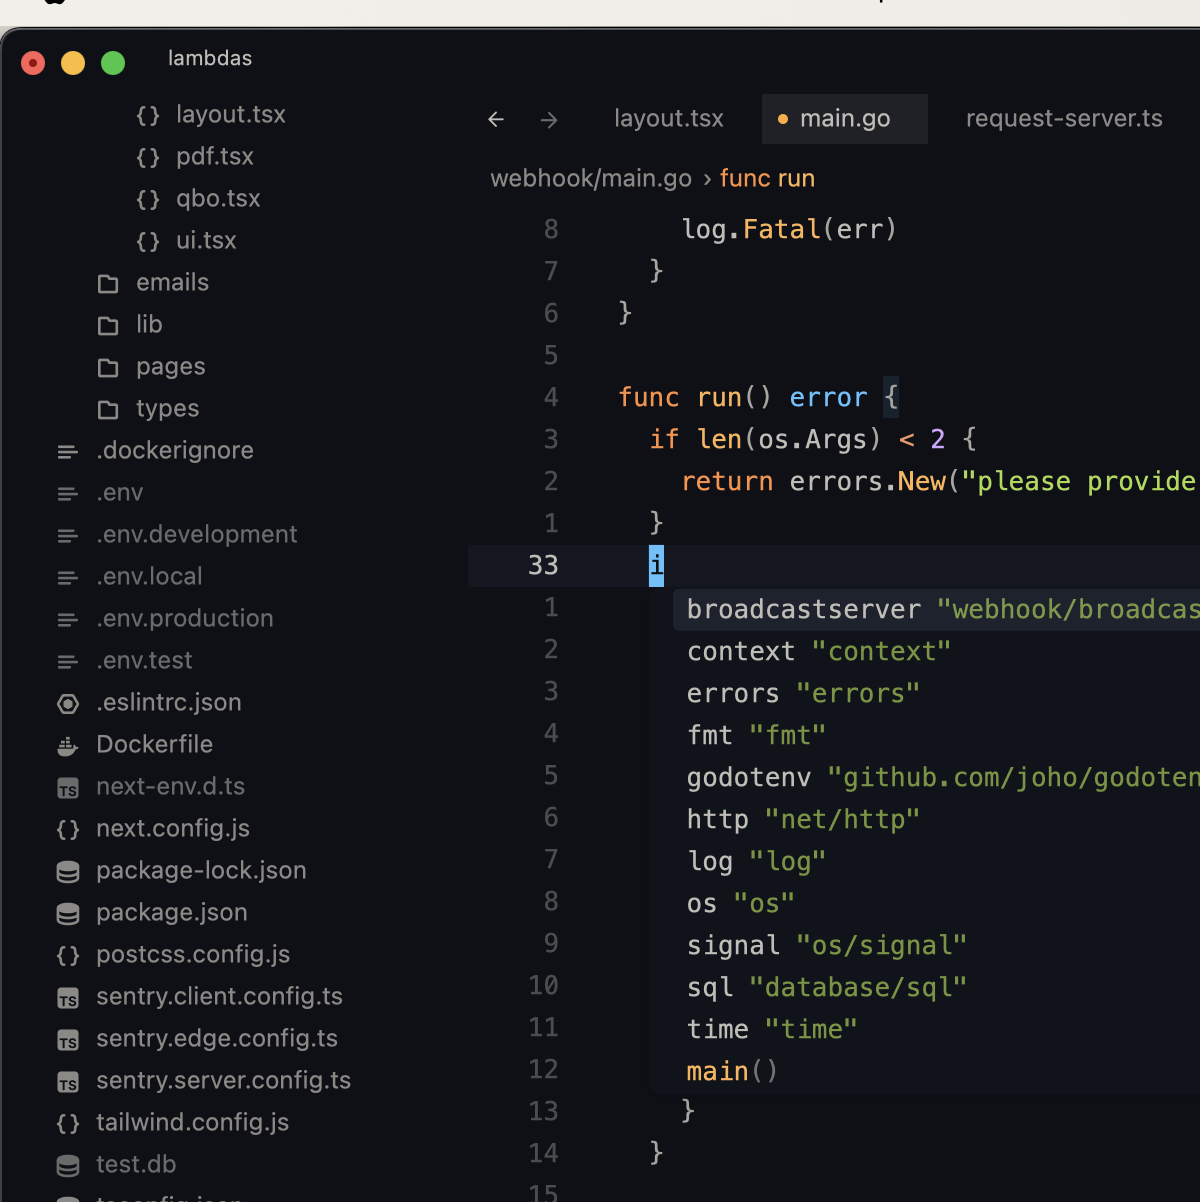 lambdas
layout.tsx
pdf.tsx
qbo.tsx
ui.tsx
emails
lib
pages
types
.dockerignore
.env
.env.development
.env.local
.env.production
.env.test
.eslintrc.json
Dockerfile
TS next-env.d.ts
next.config.js
package-lock.json
package.json
postcss.config.js
TS sentry.client.config.ts
TS sentry.edge.config.ts
TS sentry.server.config.ts
tailwind.config.js
test.db
← → layout.tsx main.go request-server.ts
webhook/main.go › func run
8 log.Fatal(err)
7 }
6 }
5
4 func run() error {
3 if len(os.Args) < 2 {
2 return errors.New("please provide
1 }
33 i
1 broadcastserver "webhook/broadcas
2 context "context"
3 errors "errors"
4 fmt "fmt"
5 godotenv "github.com/joho/godoten
6 http "net/http"
7 log "log"
8 os "os"
9 signal "os/signal"
10 sql "database/sql"
11 time "time"
12 main()
13 }
14 }
15